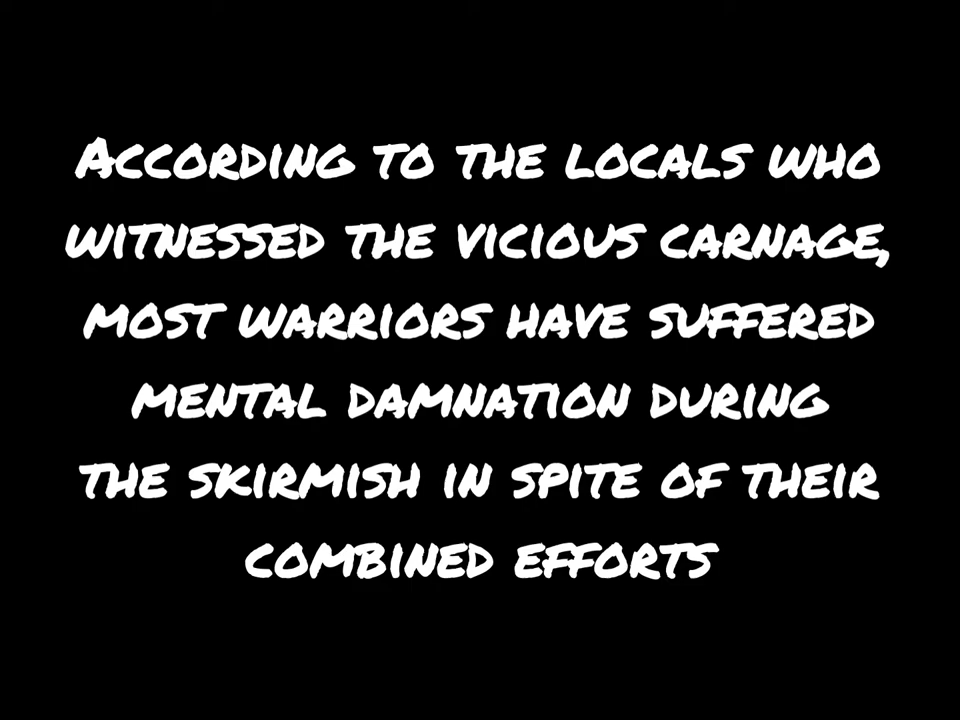 According to the locals who
witnessed the vicious carnage,
most warriors have suffered
mental damnation during
the skirmish in spite of their
combined efforts